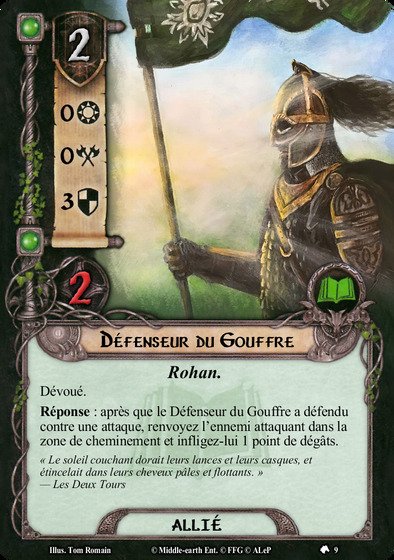 2
0
0
3
2
Défenseur du Gouffre
Rohan.
Dévoué.
Réponse : après que le Défenseur du Gouffre a défendu
contre une attaque, renvoyez l'ennemi attaquant dans la
zone de cheminement et infligez-lui 1 point de dégâts.
« Le soleil couchant dorait leurs lances et leurs casques, et
étincelait dans leurs cheveux pâles et flottants. »
— Les Deux Tours
ALLIÉ
Illus. Tom Romain © Middle-earth Ent. © FFG © ALeP 9